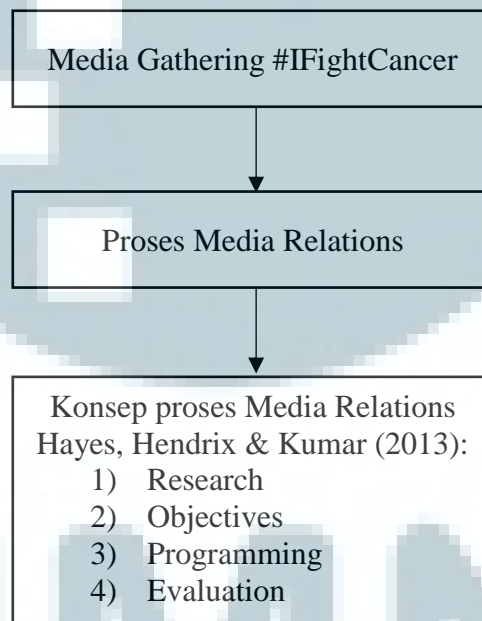 Media Gathering #IFightCancer
Proses Media Relations
Konsep proses Media Relations
Hayes, Hendrix & Kumar (2013):
1) Research
2) Objectives
3) Programming
4) Evaluation